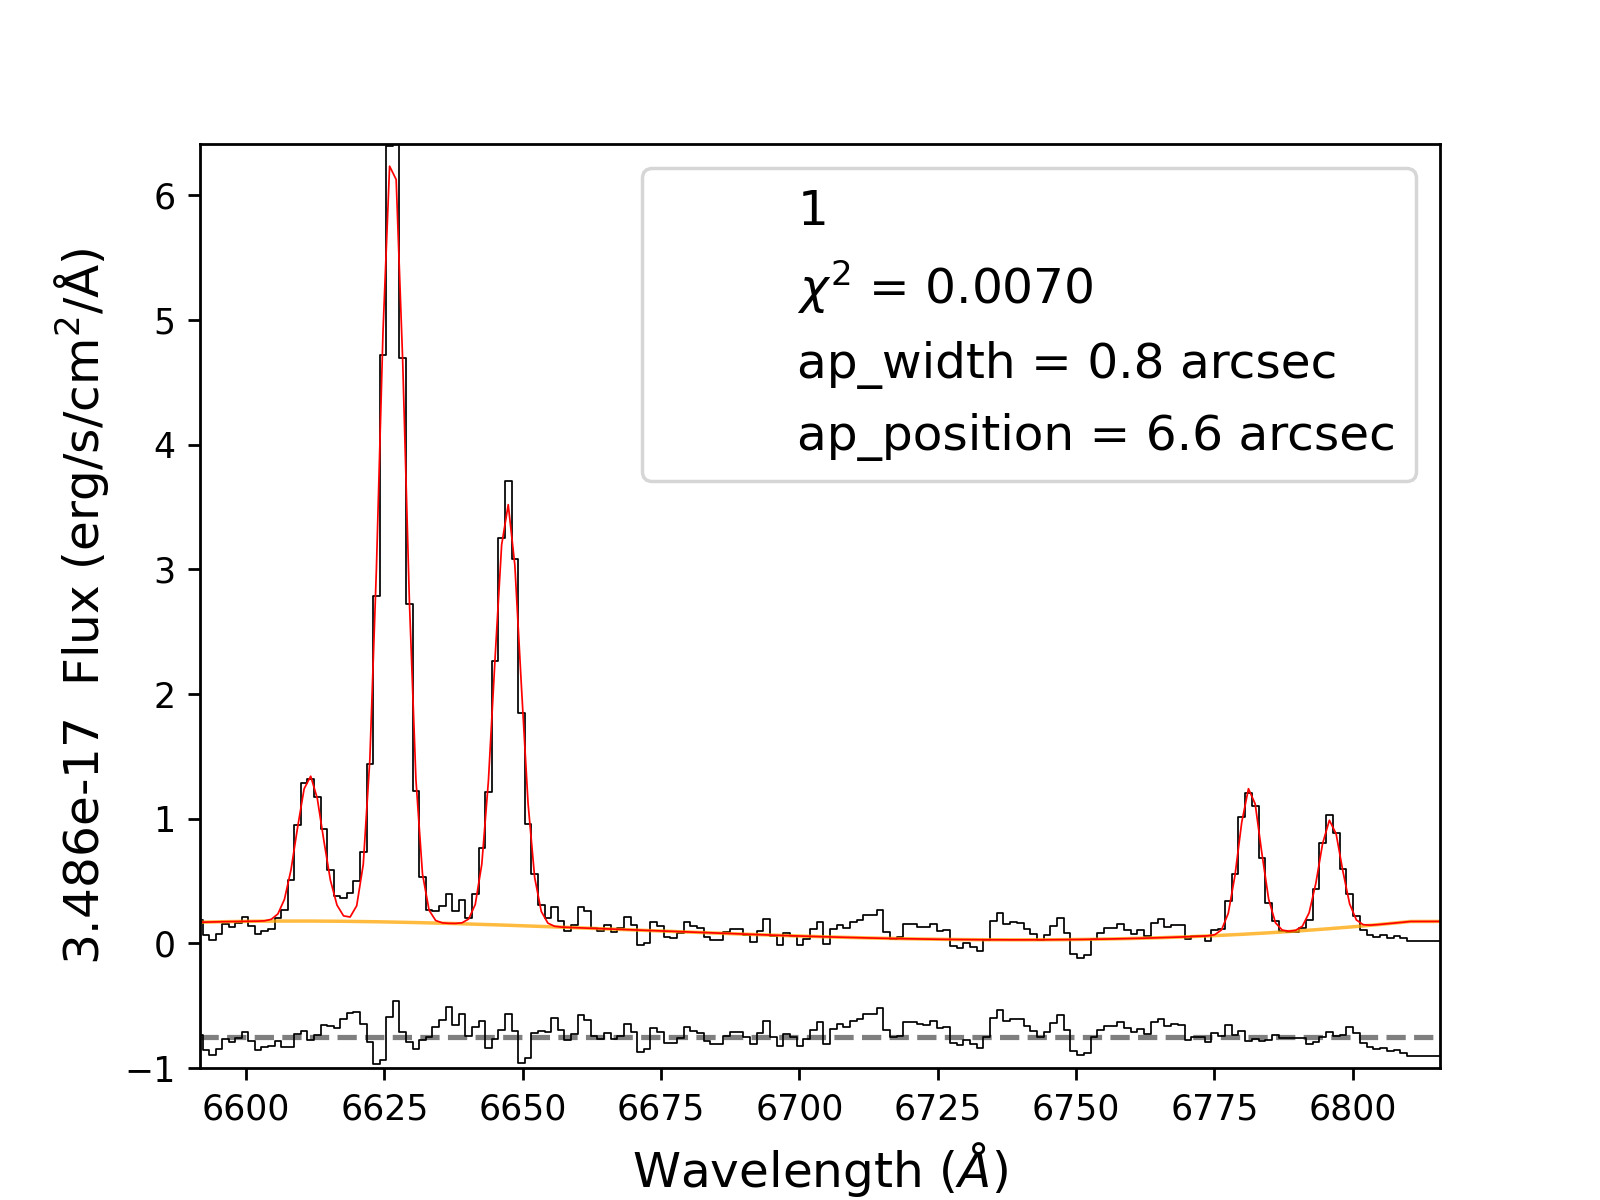 3.486e-17 Flux (erg/s/cm²/Å)
6
5
4
3
2
1
0
−1
1
χ² = 0.0070
ap_width = 0.8 arcsec
ap_position = 6.6 arcsec
6600 6625 6650 6675 6700 6725 6750 6775 6800
Wavelength (Å)